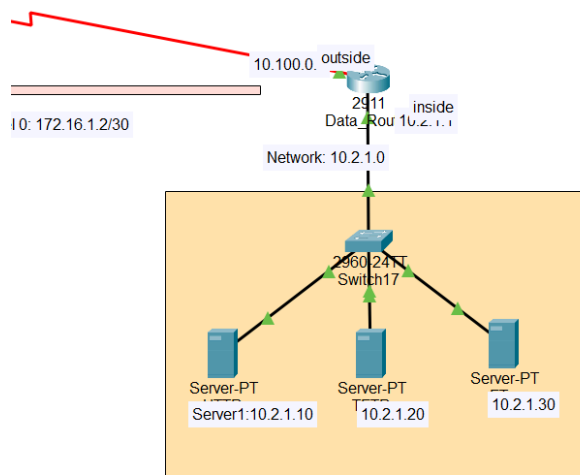 outside
10.100.0.
2911
inside
Data_Rou
10.2.1.1
l 0: 172.16.1.2/30
Network: 10.2.1.0
2960-24TT
Switch17
Server-PT
Server1:10.2.1.10
Server-PT
10.2.1.20
Server-PT
10.2.1.30